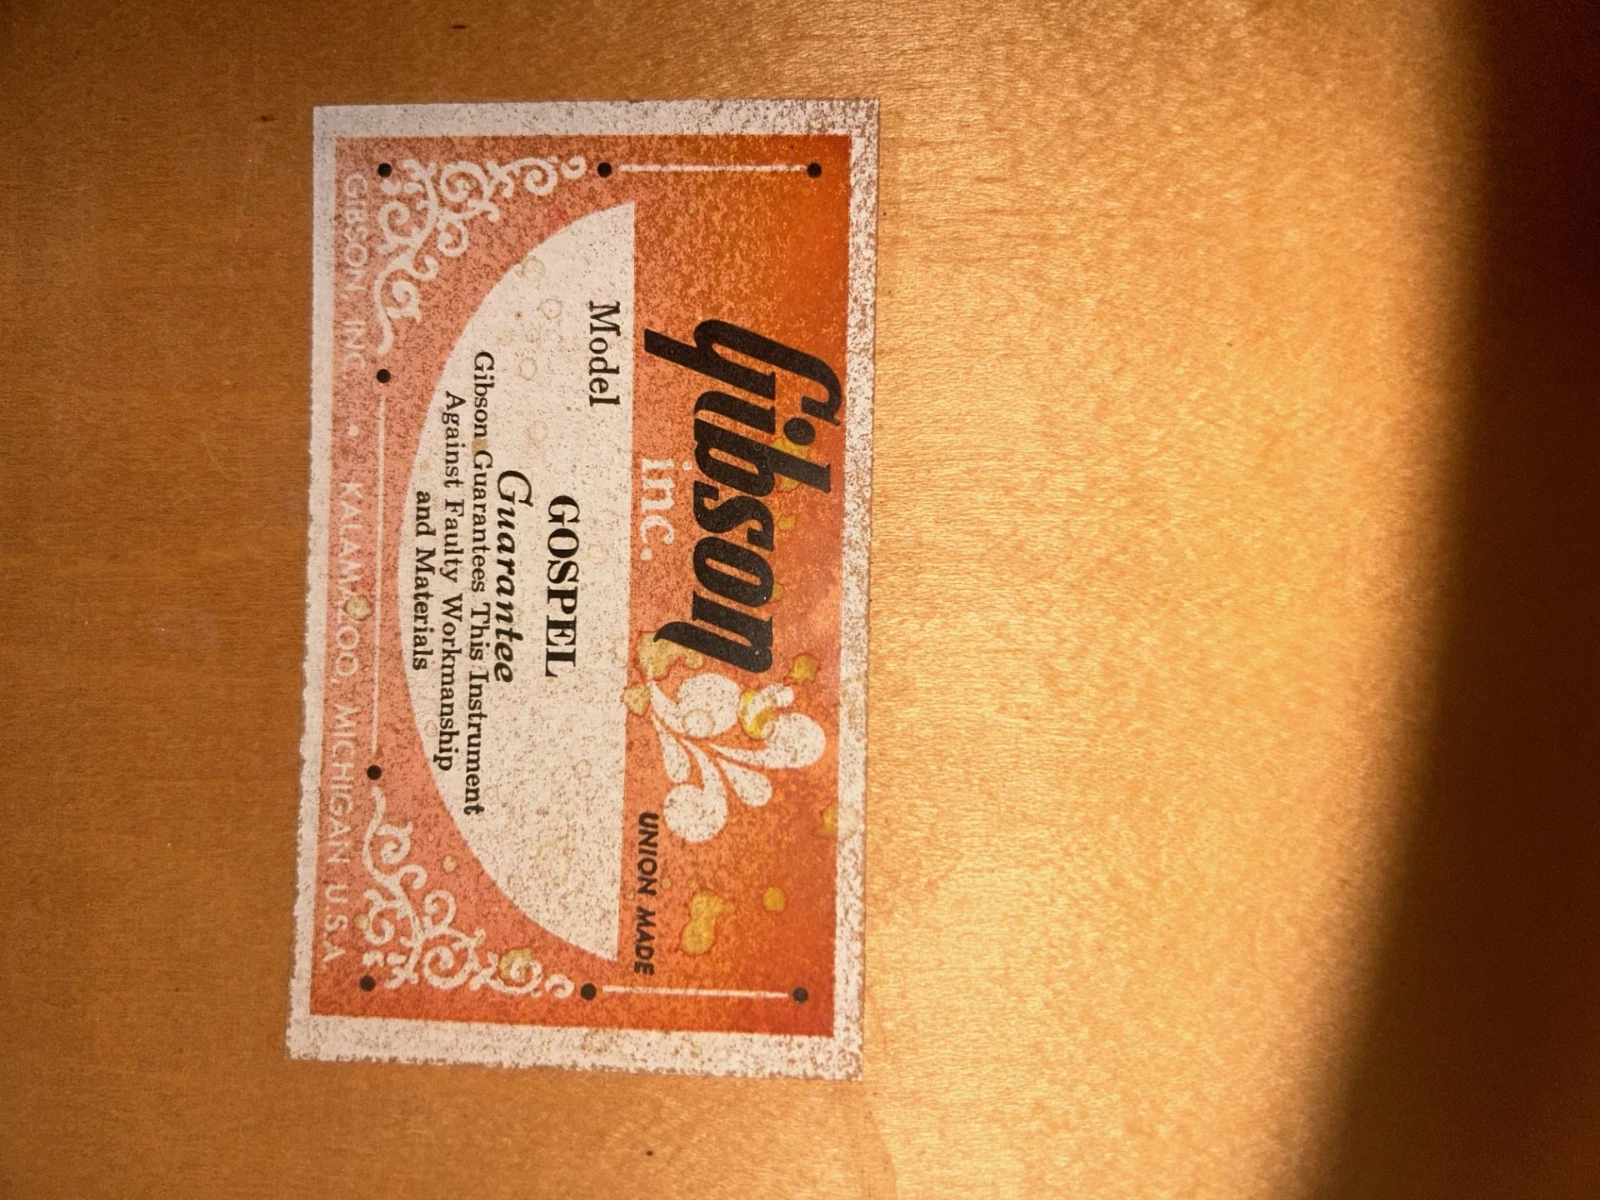 Gibson
inc.
UNION MADE
Model
GOSPEL
Guarantee
Gibson Guarantees This Instrument
Against Faulty Workmanship
and Materials
GIBSON, INC. • KALAMAZOO, MICHIGAN U.S.A.